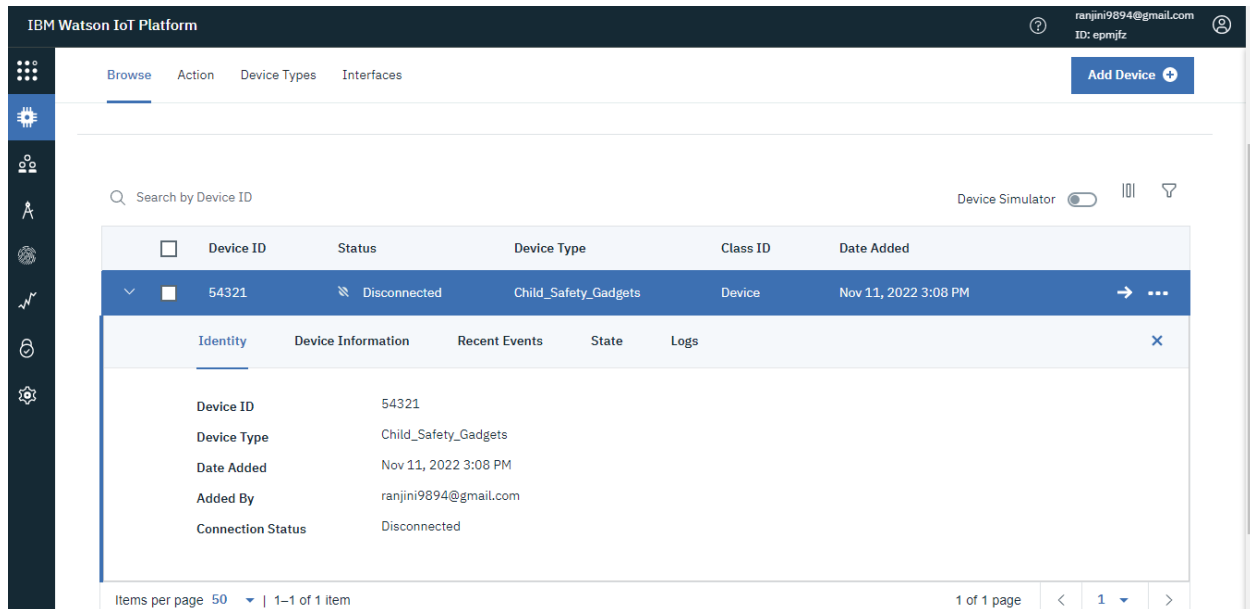 IBM Watson IoT Platform
ranjini9894@gmail.com
ID: epmjfz
Browse Action Device Types Interfaces
Add Device
Search by Device ID
Device Simulator
Device ID Status Device Type Class ID Date Added
54321 Disconnected Child_Safety_Gadgets Device Nov 11, 2022 3:08 PM
Identity Device Information Recent Events State Logs
Device ID 54321
Device Type Child_Safety_Gadgets
Date Added Nov 11, 2022 3:08 PM
Added By ranjini9894@gmail.com
Connection Status Disconnected
Items per page 50 | 1–1 of 1 item 1 of 1 page 1